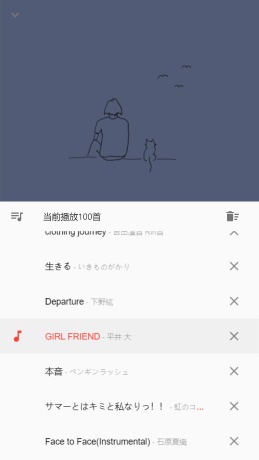 当前播放100首
clothing journey -
生きる - いきものがかり
Departure - 下野紘
GIRL FRIEND - 平井 大
本音 - ペンギンラッシュ
サマーとはキミと私なりっ！！ - 虹のコ...
Face to Face(Instrumental) - 石原夏織